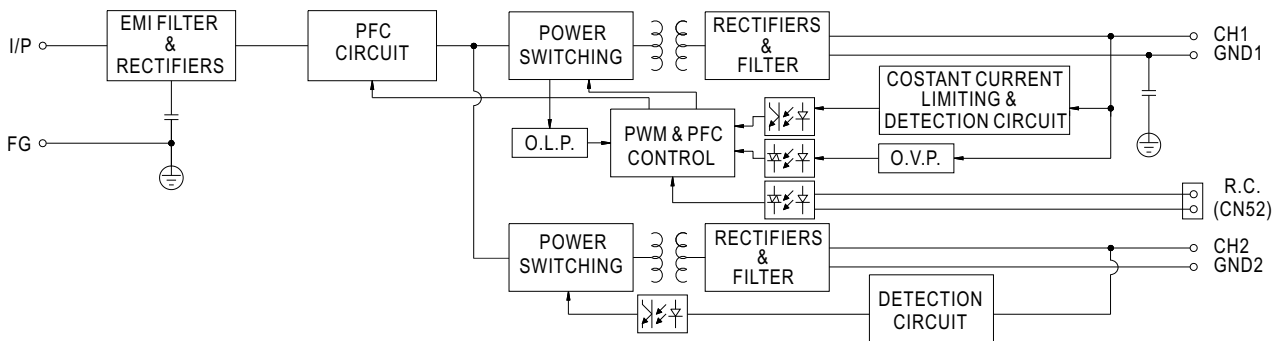 I/P
EMI FILTER
&
RECTIFIERS
PFC
CIRCUIT
POWER
SWITCHING
RECTIFIERS
&
FILTER
CH1
GND1
COSTANT CURRENT
LIMITING &
DETECTION CIRCUIT
FG
O.L.P.
PWM & PFC
CONTROL
O.V.P.
R.C.
(CN52)
POWER
SWITCHING
RECTIFIERS
&
FILTER
CH2
GND2
DETECTION
CIRCUIT